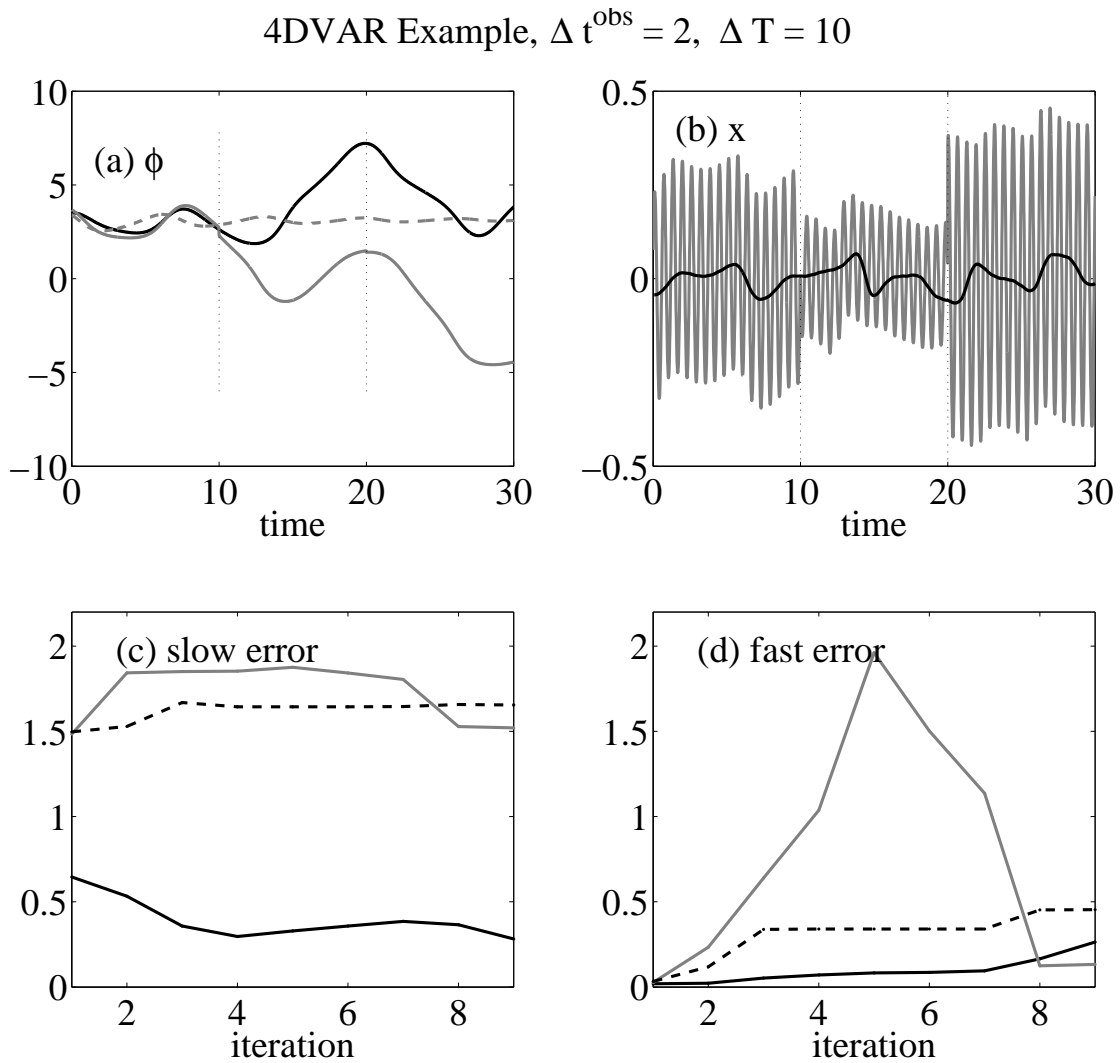 4DVAR Example, Δ t^obs = 2, Δ T = 10
(a) ϕ
10
5
0
−5
−10
0 10 20 30
time
(b) x
0.5
0
−0.5
0 10 20 30
time
(c) slow error
2
1.5
1
0.5
0
2 4 6 8
iteration
(d) fast error
2
1.5
1
0.5
0
2 4 6 8
iteration